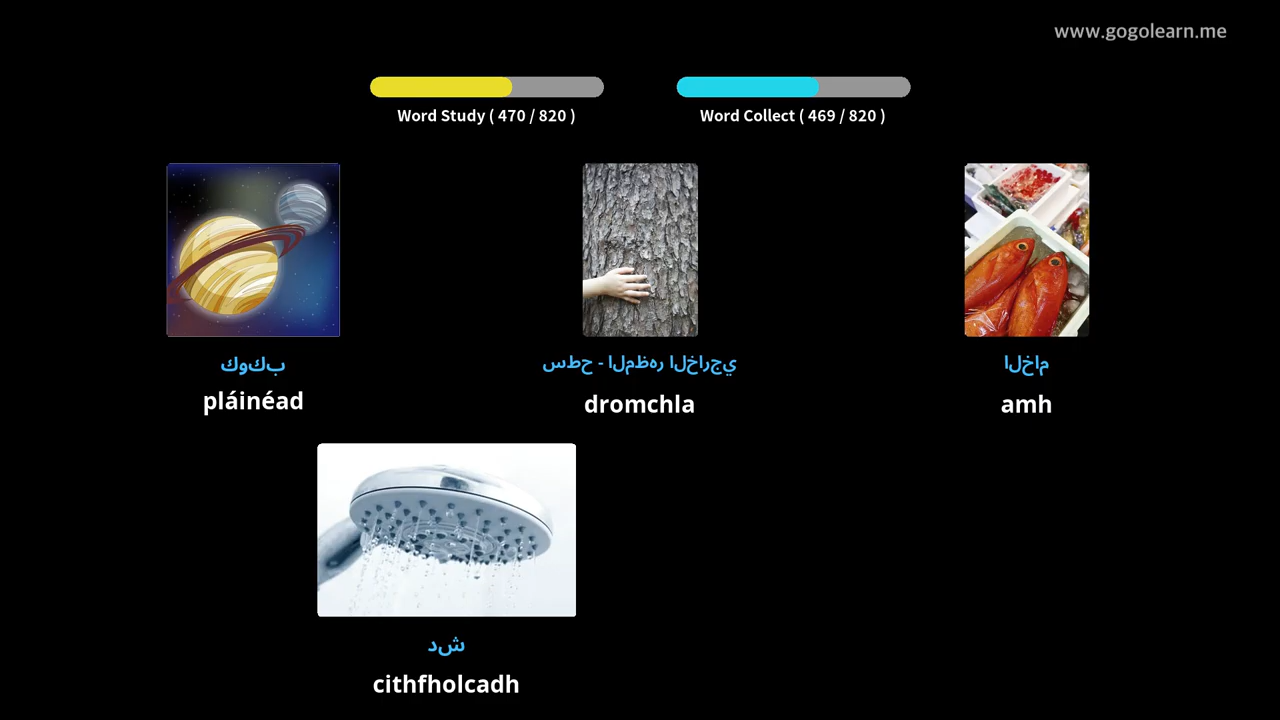 www.gogolearn.me
Word Study ( 470 / 820 )
Word Collect ( 469 / 820 )
كوكب
pláinéad
سطح - المظهر الخارجي
dromchla
الخام
amh
دش
cithfholcadh